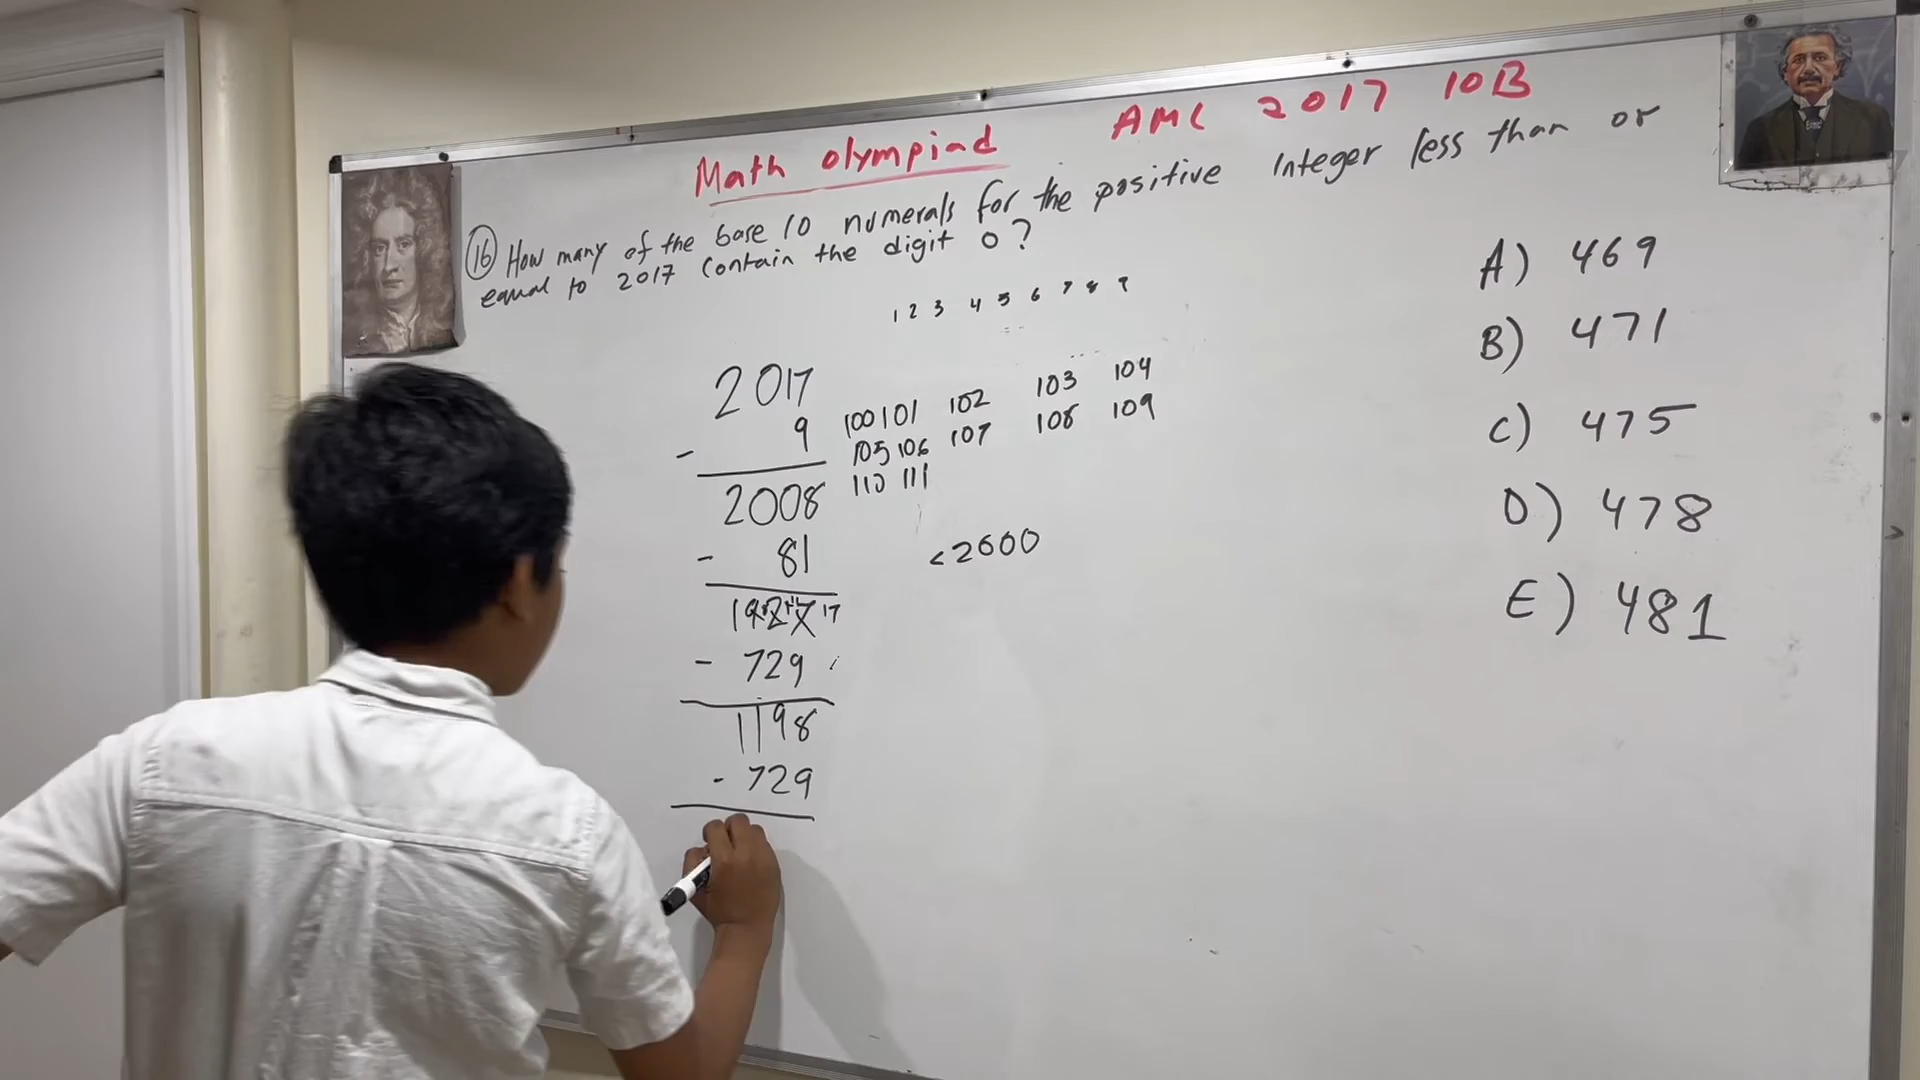 Math Olympiad AMC 2017 10B
16 How many of the base 10 numerals for the positive Integer less than or
equal to 2017 contain the digit 0?
1 2 3 4 5 6 7 8 9
2017
- 9
100 101 102 103 104
105 106 107 108 109
110 111
2008
- 81
<2000
1927 17
- 729
1198
- 729
A) 469
B) 471
C) 475
D) 478
E) 481